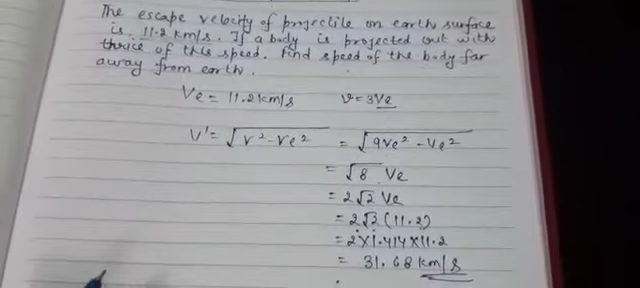 The escape velocity of projectile on earth surface
is 11.2 km/s. If a body is projected out with
thrice of this speed. Find speed of the body far
away from earth.
Ve = 11.2 km/s    v = 3Ve
V' = √v² - Ve² = √9Ve² - Ve²
= √8 Ve
= 2√2 Ve
= 2√2 (11.2)
= 2×1.414×11.2
= 31.68 km/s